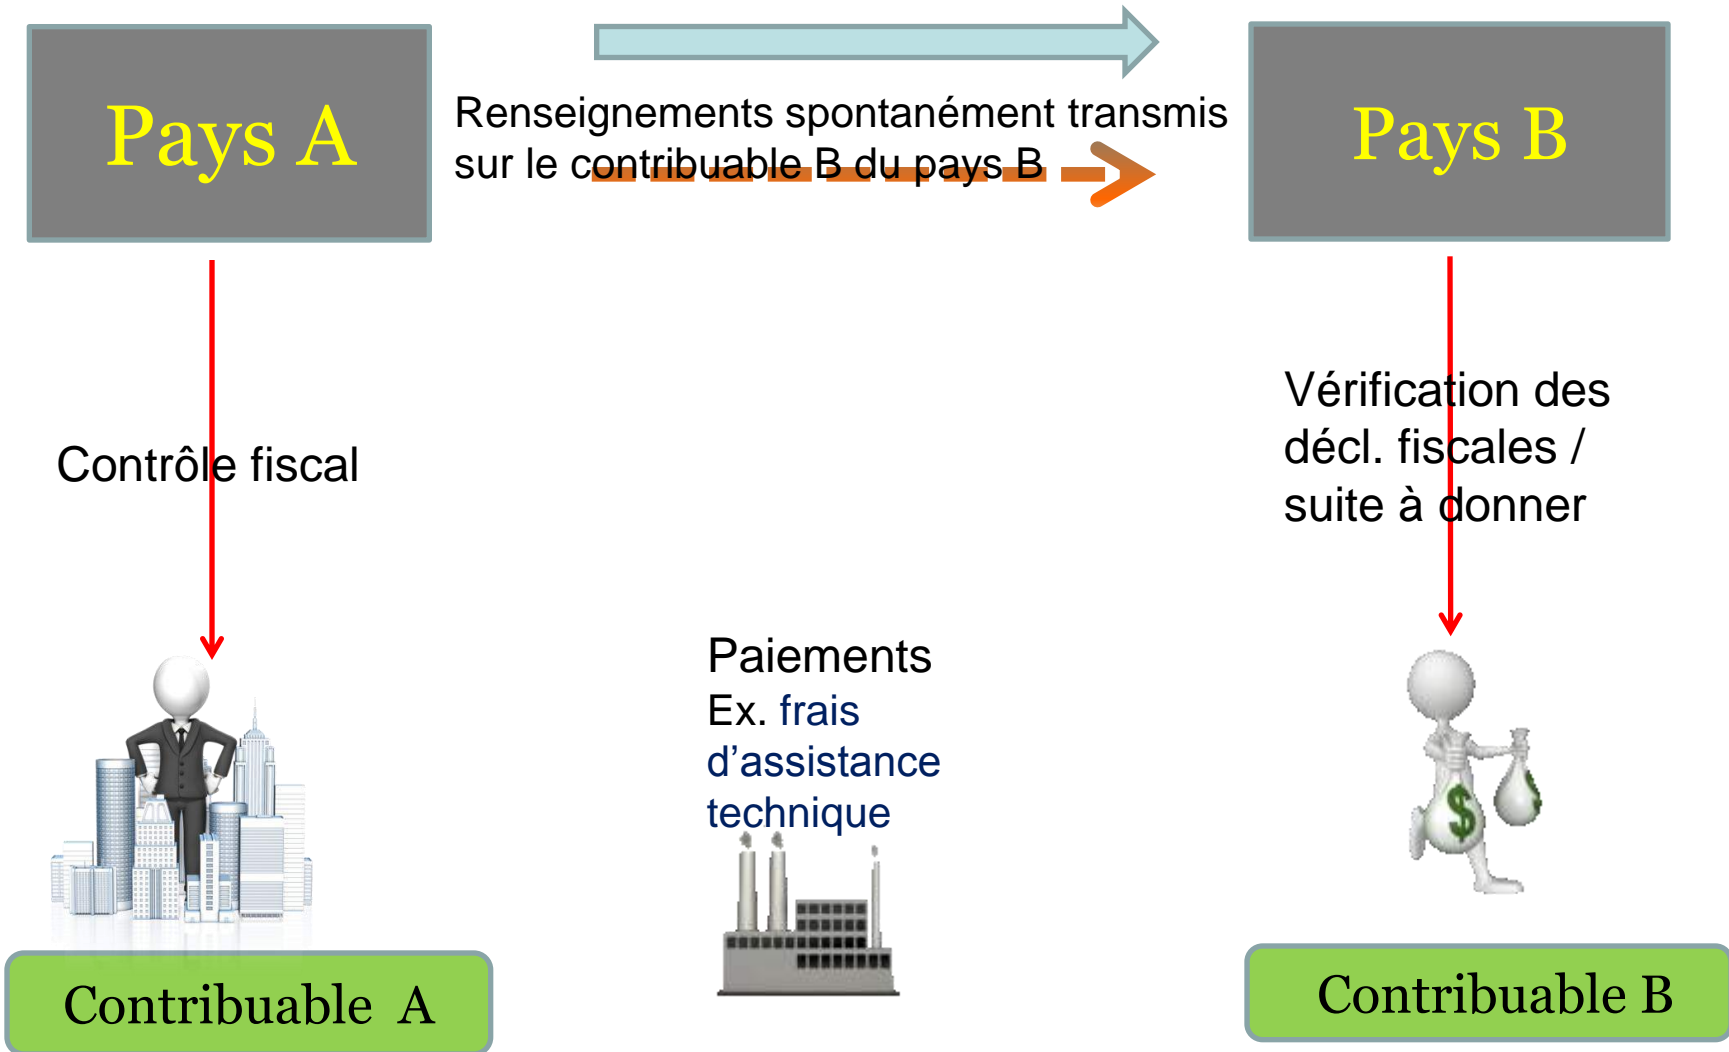 Pays A
Renseignements spontanément transmis
sur le contribuable B du pays B
Pays B
Contrôle fiscal
Vérification des
décl. fiscales /
suite à donner
Paiements
Ex. frais
d’assistance
technique
$
Contribuable A
Contribuable B